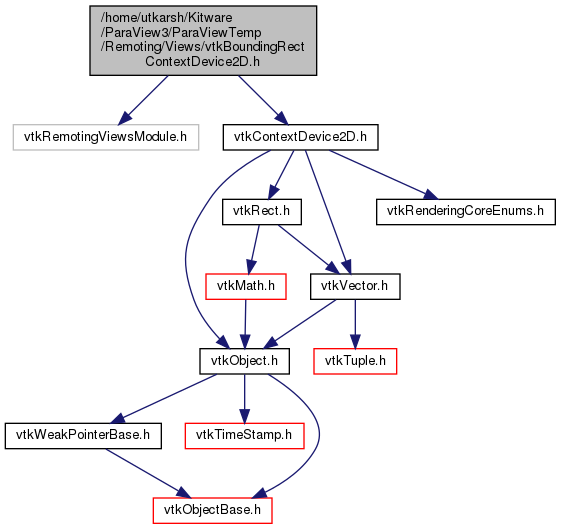 /home/utkarsh/Kitware
/ParaView3/ParaViewTemp
/Remoting/Views/vtkBoundingRect
ContextDevice2D.h
vtkRemotingViewsModule.h
vtkContextDevice2D.h
vtkRect.h
vtkRenderingCoreEnums.h
vtkMath.h
vtkVector.h
vtkObject.h
vtkTuple.h
vtkWeakPointerBase.h
vtkTimeStamp.h
vtkObjectBase.h